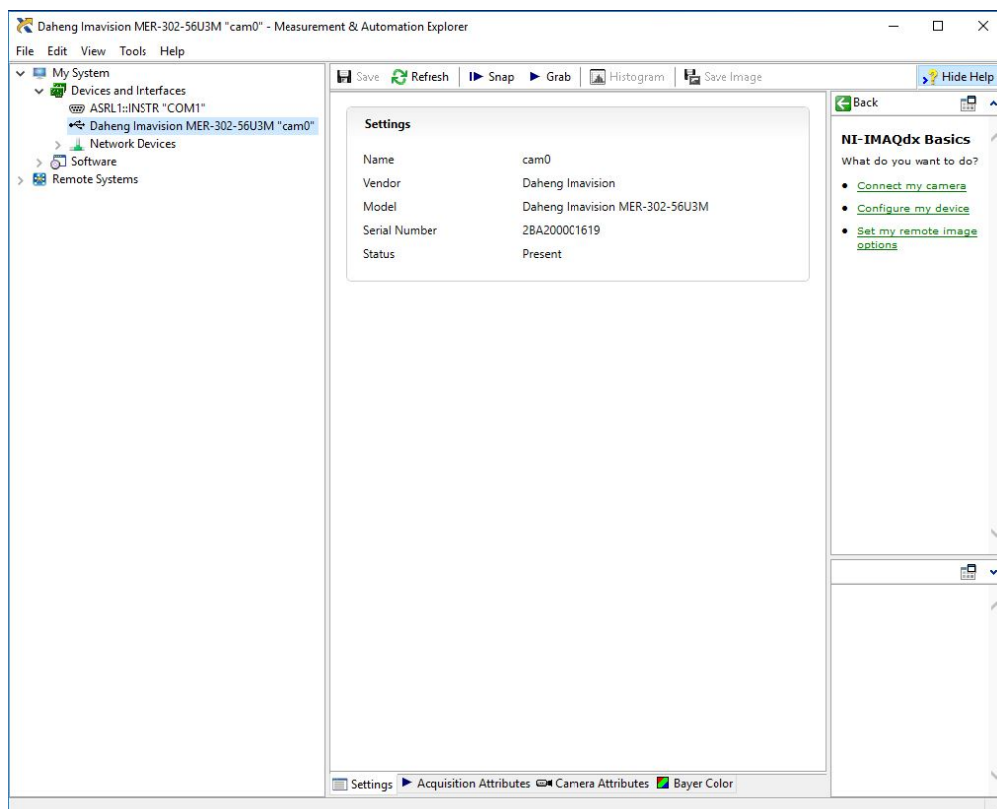 Daheng Imavision MER-302-56U3M "cam0" - Measurement & Automation Explorer
File Edit View Tools Help
My System
Devices and Interfaces
ASRL1::INSTR "COM1"
Daheng Imavision MER-302-56U3M "cam0"
Network Devices
Software
Remote Systems
Save Refresh Snap Grab Histogram Save Image Hide Help
Settings
Name cam0
Vendor Daheng Imavision
Model Daheng Imavision MER-302-56U3M
Serial Number 2BA200001619
Status Present
Back
NI-IMAQdx Basics
What do you want to do?
Connect my camera
Configure my device
Set my remote image
options
Settings Acquisition Attributes Camera Attributes Bayer Color